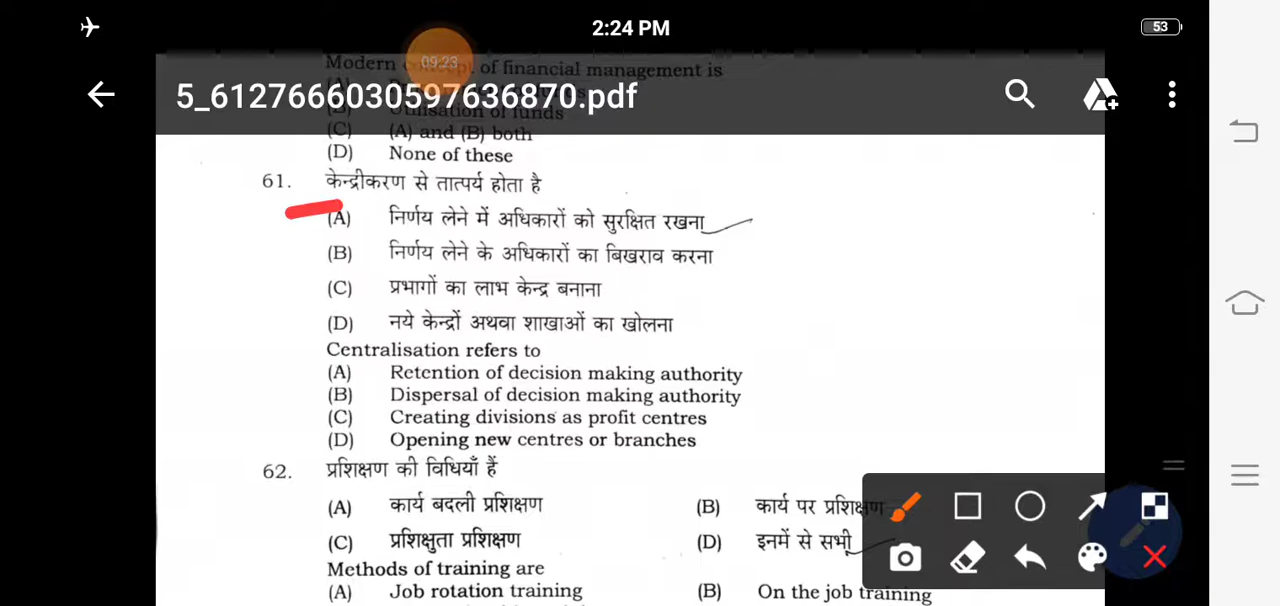 2:24 PM
53
09:23
Modern concept of financial management is
5_6127666030597636870.pdf
(B) Utilisation of funds
(C) (A) and (B) both
(D) None of these
61. केन्द्रीकरण से तात्पर्य होता है
(A) निर्णय लेने में अधिकारों को सुरक्षित रखना
(B) निर्णय लेने के अधिकारों का बिखराव करना
(C) प्रभागों का लाभ केन्द्र बनाना
(D) नये केन्द्रों अथवा शाखाओं का खोलना
Centralisation refers to
(A) Retention of decision making authority
(B) Dispersal of decision making authority
(C) Creating divisions as profit centres
(D) Opening new centres or branches
62. प्रशिक्षण की विधियाँ हैं
(A) कार्य बदली प्रशिक्षण (B) कार्य पर प्रशिक्षण
(C) प्रशिक्षुता प्रशिक्षण (D) इनमें से सभी
Methods of training are
(A) Job rotation training (B) On the job training